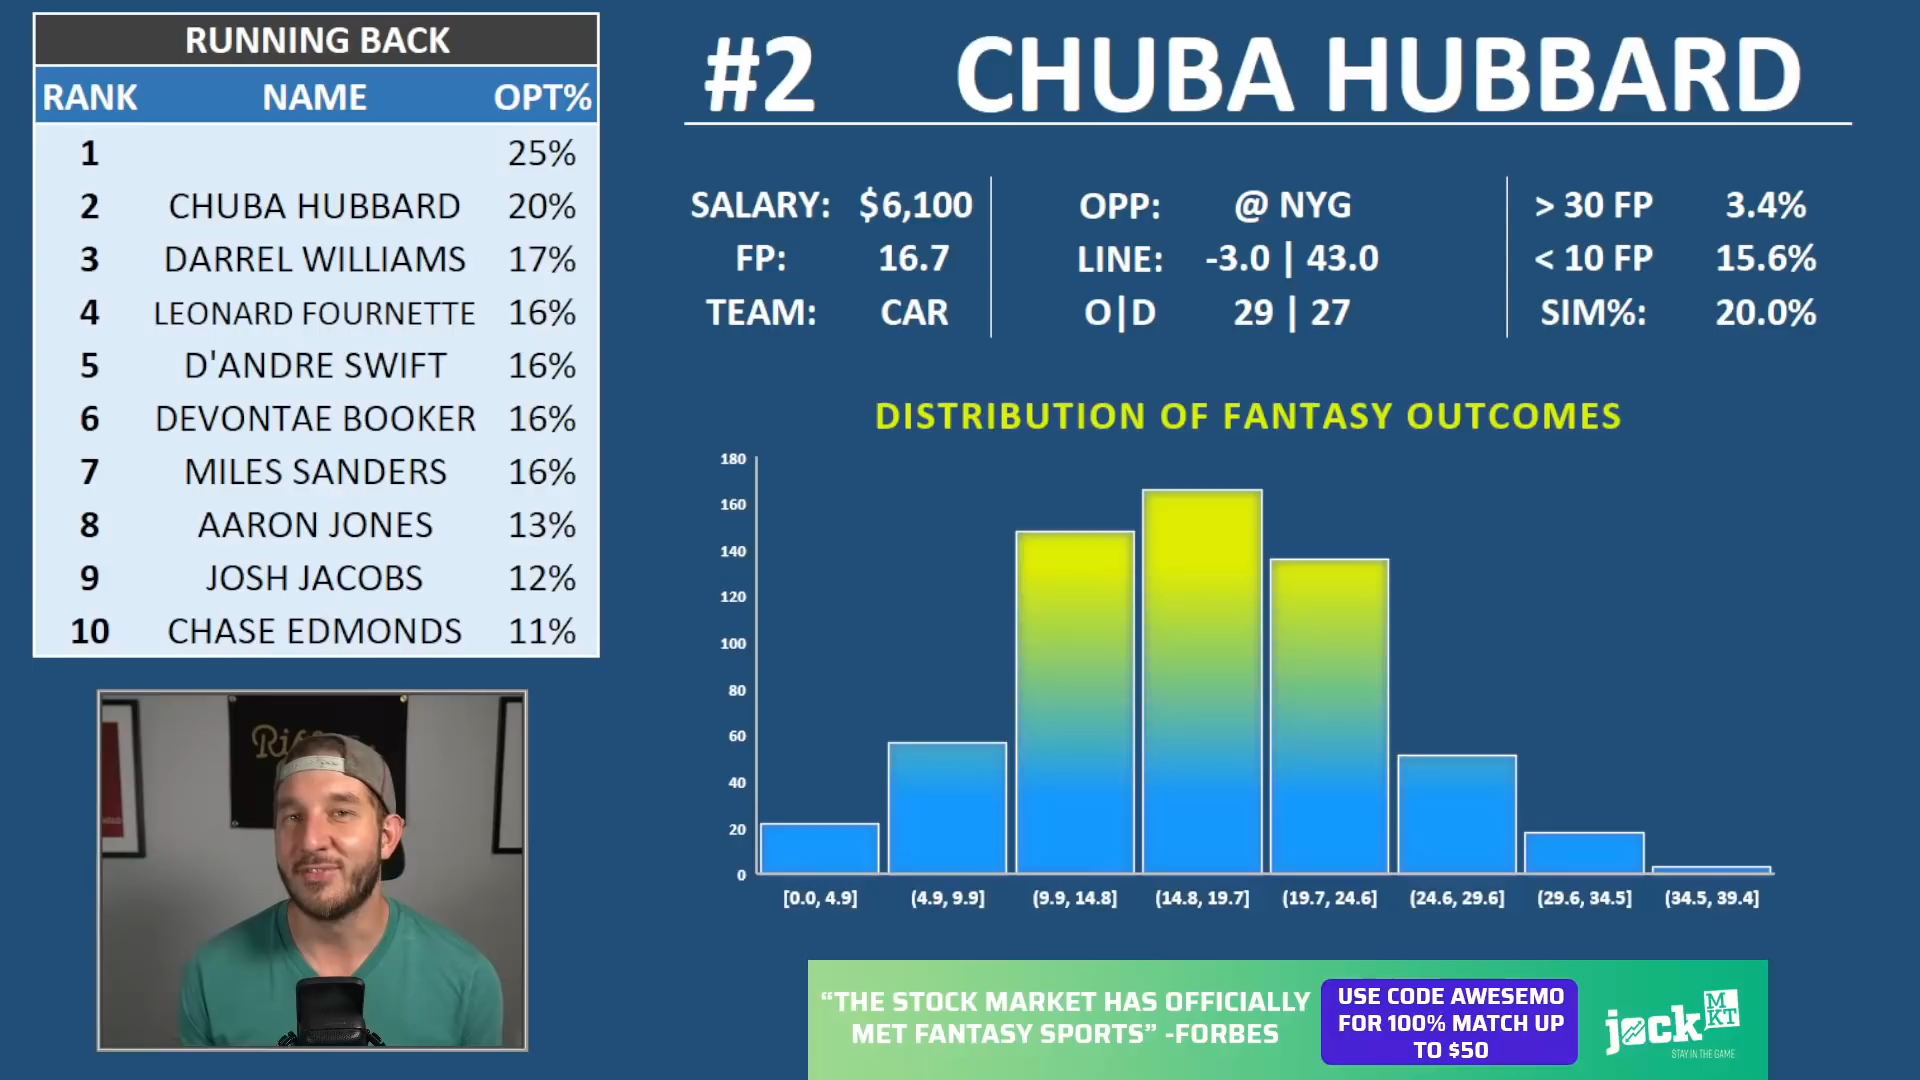 RUNNING BACK
RANK NAME OPT%
1 25%
2 CHUBA HUBBARD 20%
3 DARREL WILLIAMS 17%
4 LEONARD FOURNETTE 16%
5 D'ANDRE SWIFT 16%
6 DEVONTAE BOOKER 16%
7 MILES SANDERS 16%
8 AARON JONES 13%
9 JOSH JACOBS 12%
10 CHASE EDMONDS 11%
#2 CHUBA HUBBARD
SALARY: $6,100 OPP: @ NYG > 30 FP 3.4%
FP: 16.7 LINE: -3.0 | 43.0 < 10 FP 15.6%
TEAM: CAR O|D 29 | 27 SIM%: 20.0%
DISTRIBUTION OF FANTASY OUTCOMES
180
160
140
120
100
80
60
40
20
0
[0.0, 4.9] (4.9, 9.9] (9.9, 14.8] (14.8, 19.7] (19.7, 24.6] (24.6, 29.6] (29.6, 34.5] (34.5, 39.4]
“THE STOCK MARKET HAS OFFICIALLY
MET FANTASY SPORTS” -FORBES
USE CODE AWESEMO
FOR 100% MATCH UP
TO $50
jock MKT
STAY IN THE GAME